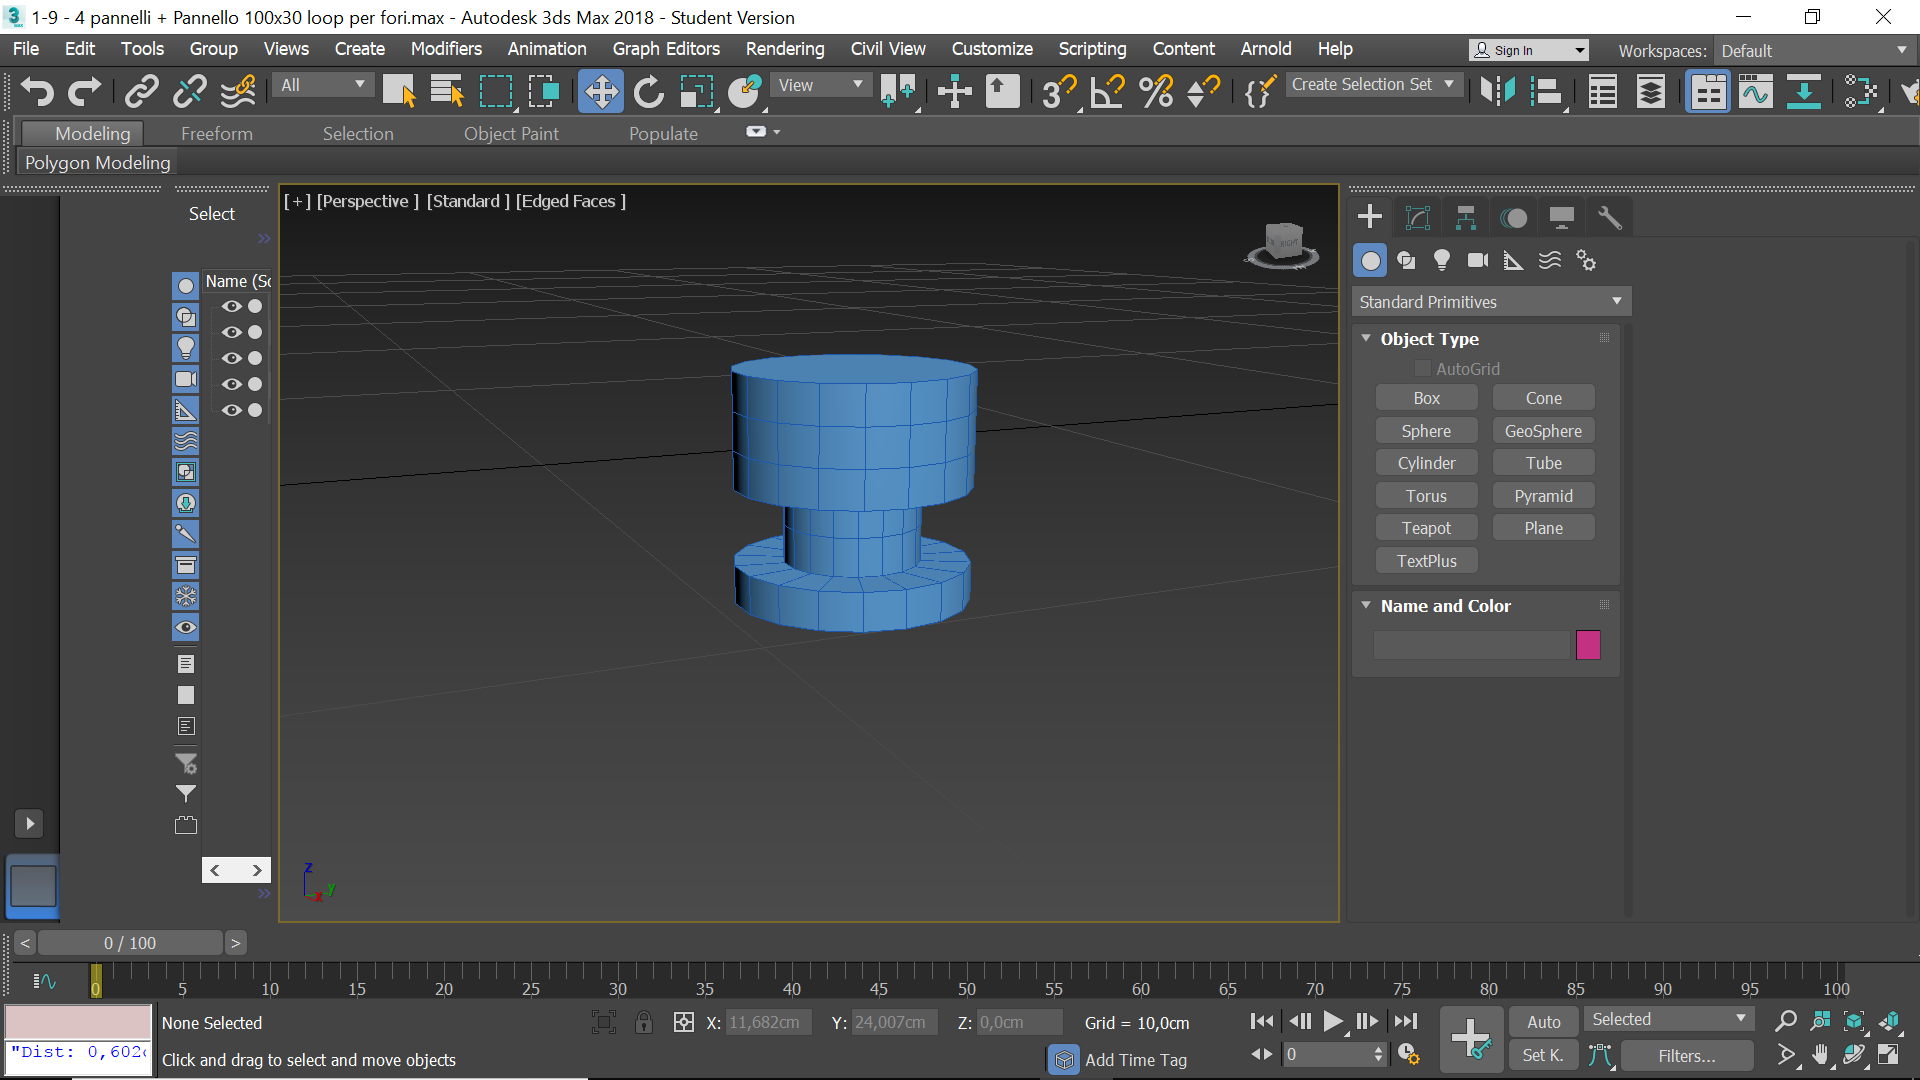 1-9 - 4 pannelli + Pannello 100x30 loop per fori.max - Autodesk 3ds Max 2018 - Student Version
File Edit Tools Group Views Create Modifiers Animation Graph Editors Rendering Civil View Customize Scripting Content Arnold Help
Sign In
Workspaces: Default
All
View
Create Selection Set
Modeling Freeform Selection Object Paint Populate
Polygon Modeling
Select
Name (Sc
[ + ] [Perspective ] [Standard ] [Edged Faces ]
RIGHT
Standard Primitives
Object Type
AutoGrid
Box Cone
Sphere GeoSphere
Cylinder Tube
Torus Pyramid
Teapot Plane
TextPlus
Name and Color
z
y
x
< 0 / 100 >
0 5 10 15 20 25 30 35 40 45 50 55 60 65 70 75 80 85 90 95 100
None Selected
X: 11,682cm Y: 24,007cm Z: 0,0cm Grid = 10,0cm
Auto Selected
"Dist: 0,602c
Click and drag to select and move objects
Add Time Tag
0
Set K. Filters...